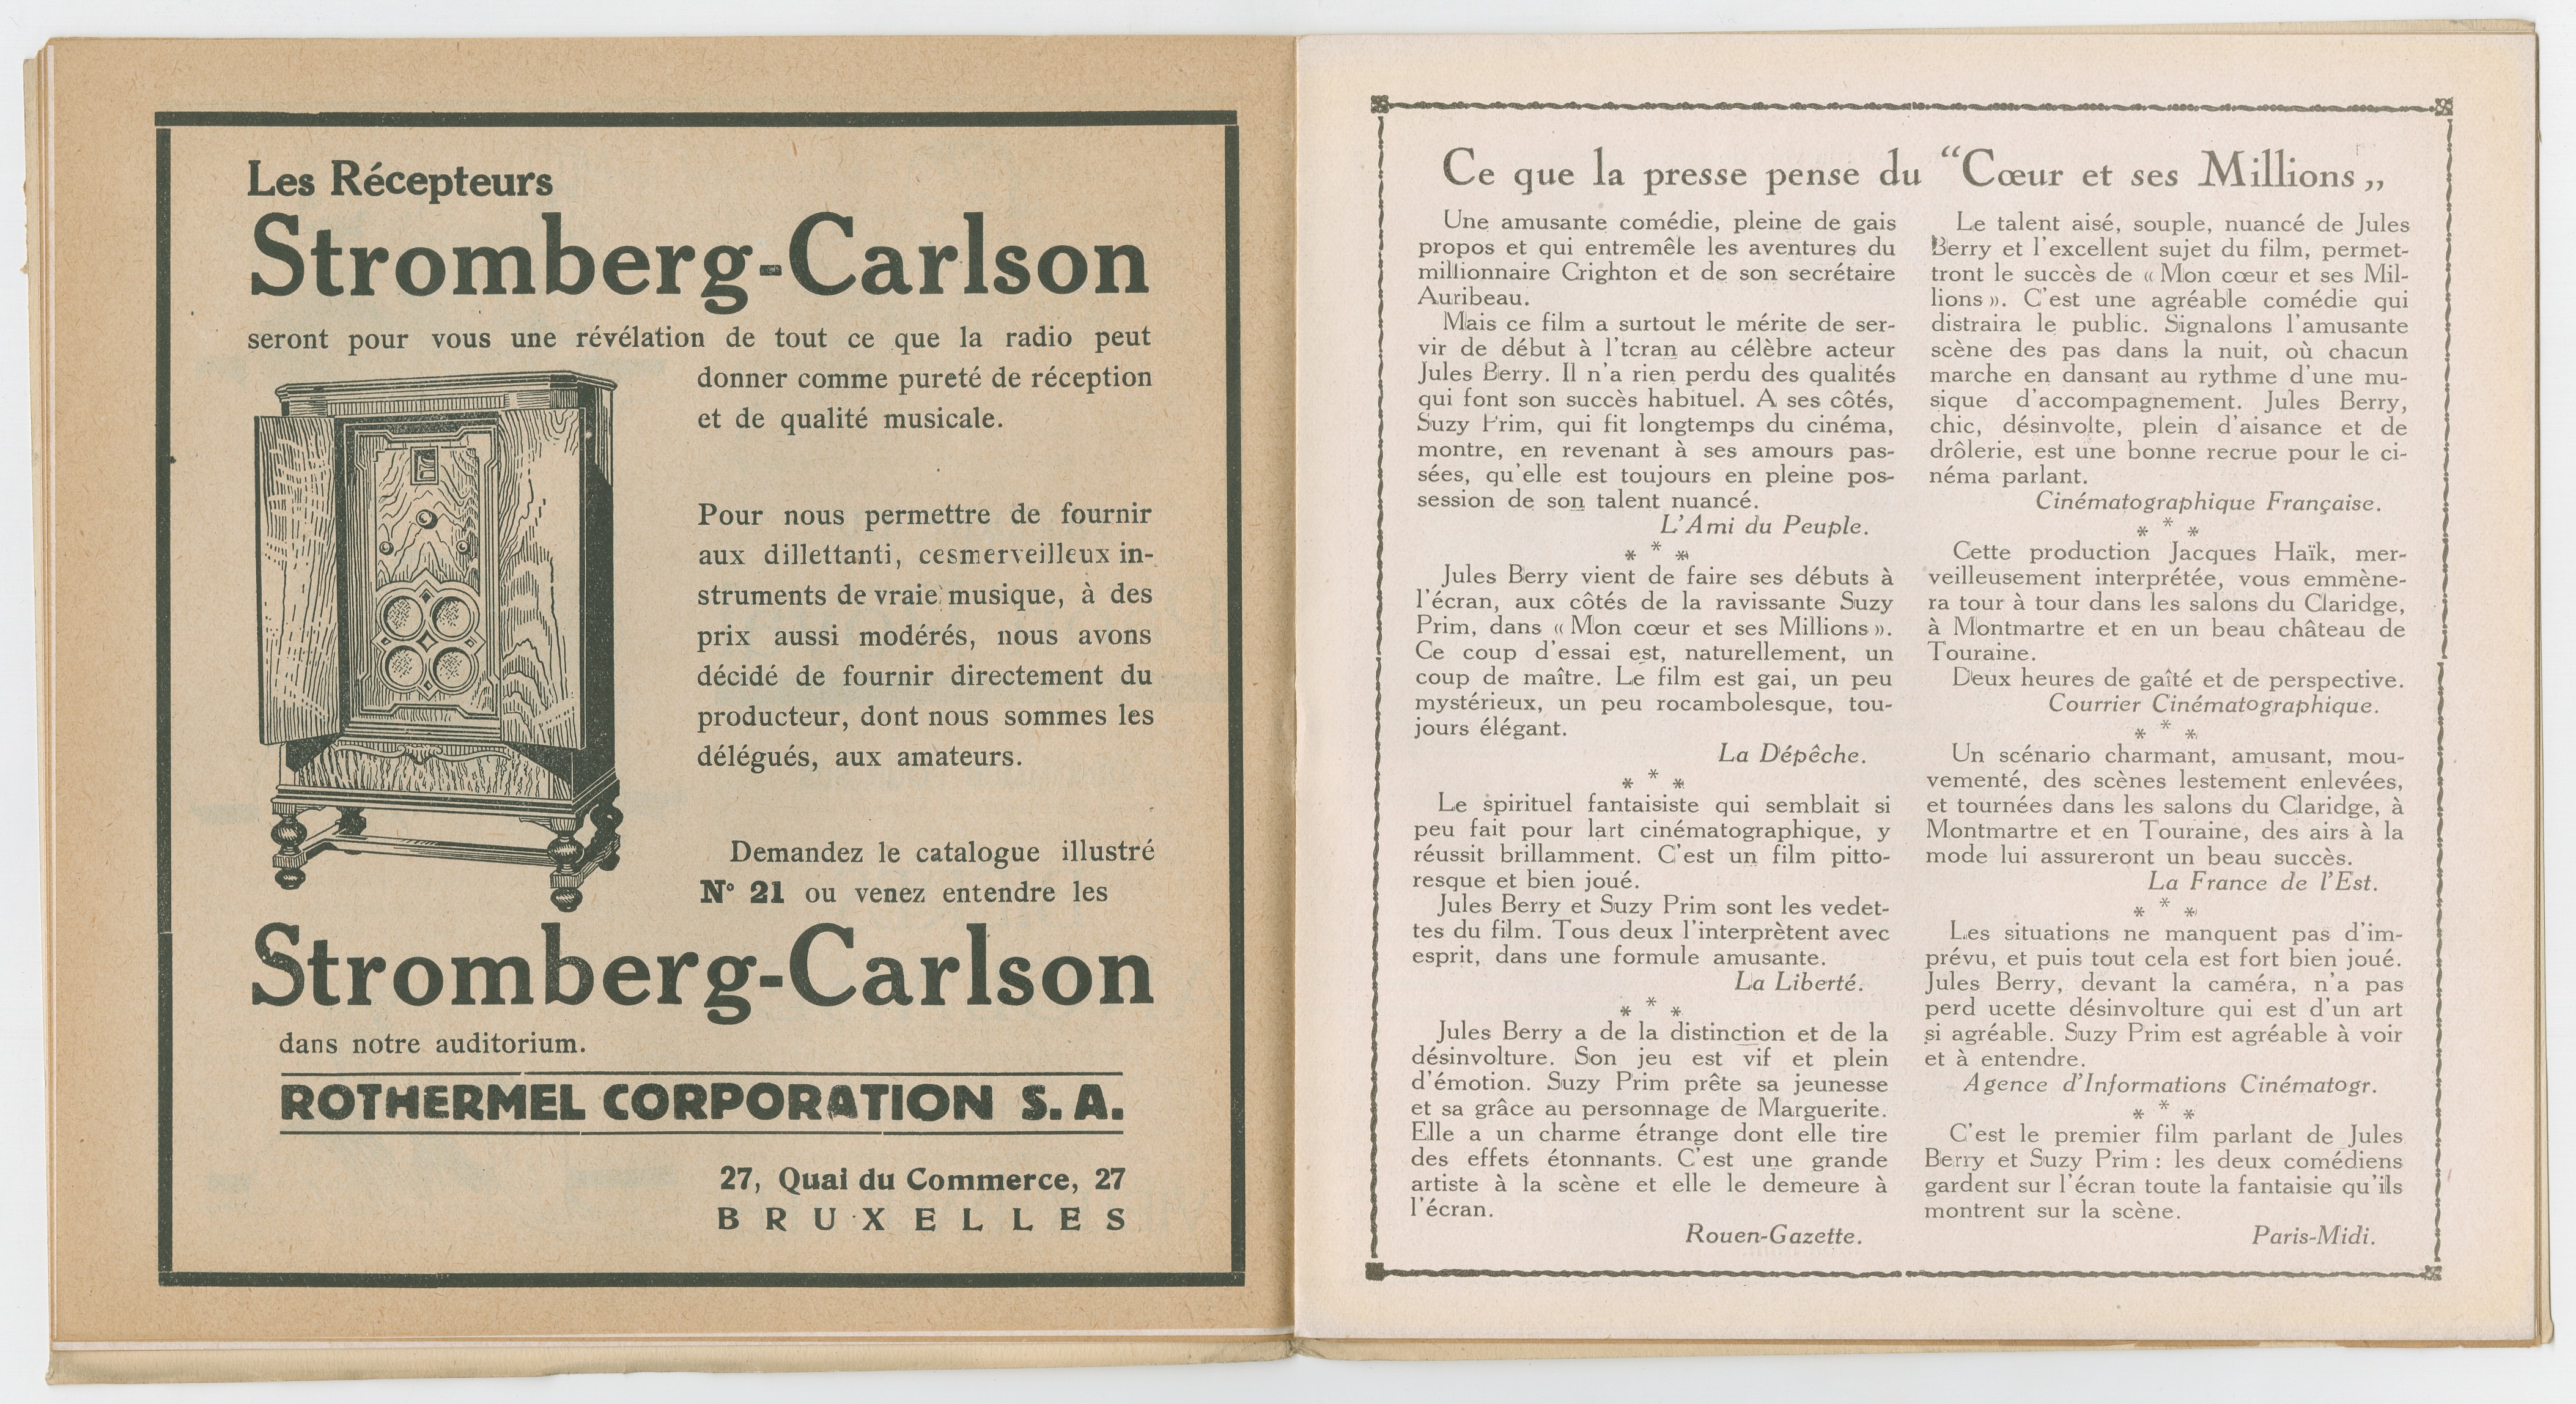 Les Récepteurs
Stromberg-Carlson
seront pour vous une révélation de tout ce que la radio peut
donner comme pureté de réception
et de qualité musicale.
Pour nous permettre de fournir
aux dillettanti, cesmerveilleux in-
struments de vraie musique, à des
prix aussi modérés, nous avons
décidé de fournir directement du
producteur, dont nous sommes les
délégués, aux amateurs.
Demandez le catalogue illustré
N° 21 ou venez entendre les
Stromberg-Carlson
dans notre auditorium.
ROTHERMEL CORPORATION S. A.
27, Quai du Commerce, 27
BRUXELLES
Ce que la presse pense du “Cœur et ses Millions„
Une amusante comédie, pleine de gais
propos et qui entremêle les aventures du
millionnaire Crighton et de son secrétaire
Auribeau.
Mais ce film a surtout le mérite de ser-
vir de début à l'tcran au célèbre acteur
Jules Berry. Il n'a rien perdu des qualités
qui font son succès habituel. A ses côtés,
Suzy Prim, qui fit longtemps du cinéma,
montre, en revenant à ses amours pas-
sées, qu'elle est toujours en pleine pos-
session de son talent nuancé.
L'Ami du Peuple.
* * *
Jules Berry vient de faire ses débuts à
l'écran, aux côtés de la ravissante Suzy
Prim, dans « Mon cœur et ses Millions ».
Ce coup d'essai est, naturellement, un
coup de maître. Le film est gai, un peu
mystérieux, un peu rocambolesque, tou-
jours élégant.
La Dépêche.
* * *
Le spirituel fantaisiste qui semblait si
peu fait pour lart cinématographique, y
réussit brillamment. C'est un film pitto-
resque et bien joué.
Jules Berry et Suzy Prim sont les vedet-
tes du film. Tous deux l'interprètent avec
esprit, dans une formule amusante.
La Liberté.
* * *
Jules Berry a de la distinction et de la
désinvolture. Son jeu est vif et plein
d'émotion. Suzy Prim prête sa jeunesse
et sa grâce au personnage de Marguerite.
Elle a un charme étrange dont elle tire
des effets étonnants. C'est une grande
artiste à la scène et elle le demeure à
l'écran.
Rouen-Gazette.
Le talent aisé, souple, nuancé de Jules
Berry et l'excellent sujet du film, permet-
tront le succès de « Mon cœur et ses Mil-
lions ». C'est une agréable comédie qui
distraira le public. Signalons l'amusante
scène des pas dans la nuit, où chacun
marche en dansant au rythme d'une mu-
sique d'accompagnement. Jules Berry,
chic, désinvolte, plein d'aisance et de
drôlerie, est une bonne recrue pour le ci-
néma parlant.
Cinématographique Française.
* * *
Cette production Jacques Haïk, mer-
veilleusement interprétée, vous emmène-
ra tour à tour dans les salons du Claridge,
à Montmartre et en un beau château de
Touraine.
Deux heures de gaîté et de perspective.
Courrier Cinématographique.
* * *
Un scénario charmant, amusant, mou-
vementé, des scènes lestement enlevées,
et tournées dans les salons du Claridge, à
Montmartre et en Touraine, des airs à la
mode lui assureront un beau succès.
La France de l'Est.
* * *
Les situations ne manquent pas d'im-
prévu, et puis tout cela est fort bien joué.
Jules Berry, devant la caméra, n'a pas
perd ucette désinvolture qui est d'un art
si agréable. Suzy Prim est agréable à voir
et à entendre.
Agence d'Informations Cinématogr.
* * *
C'est le premier film parlant de Jules
Berry et Suzy Prim : les deux comédiens
gardent sur l'écran toute la fantaisie qu'ils
montrent sur la scène.
Paris-Midi.